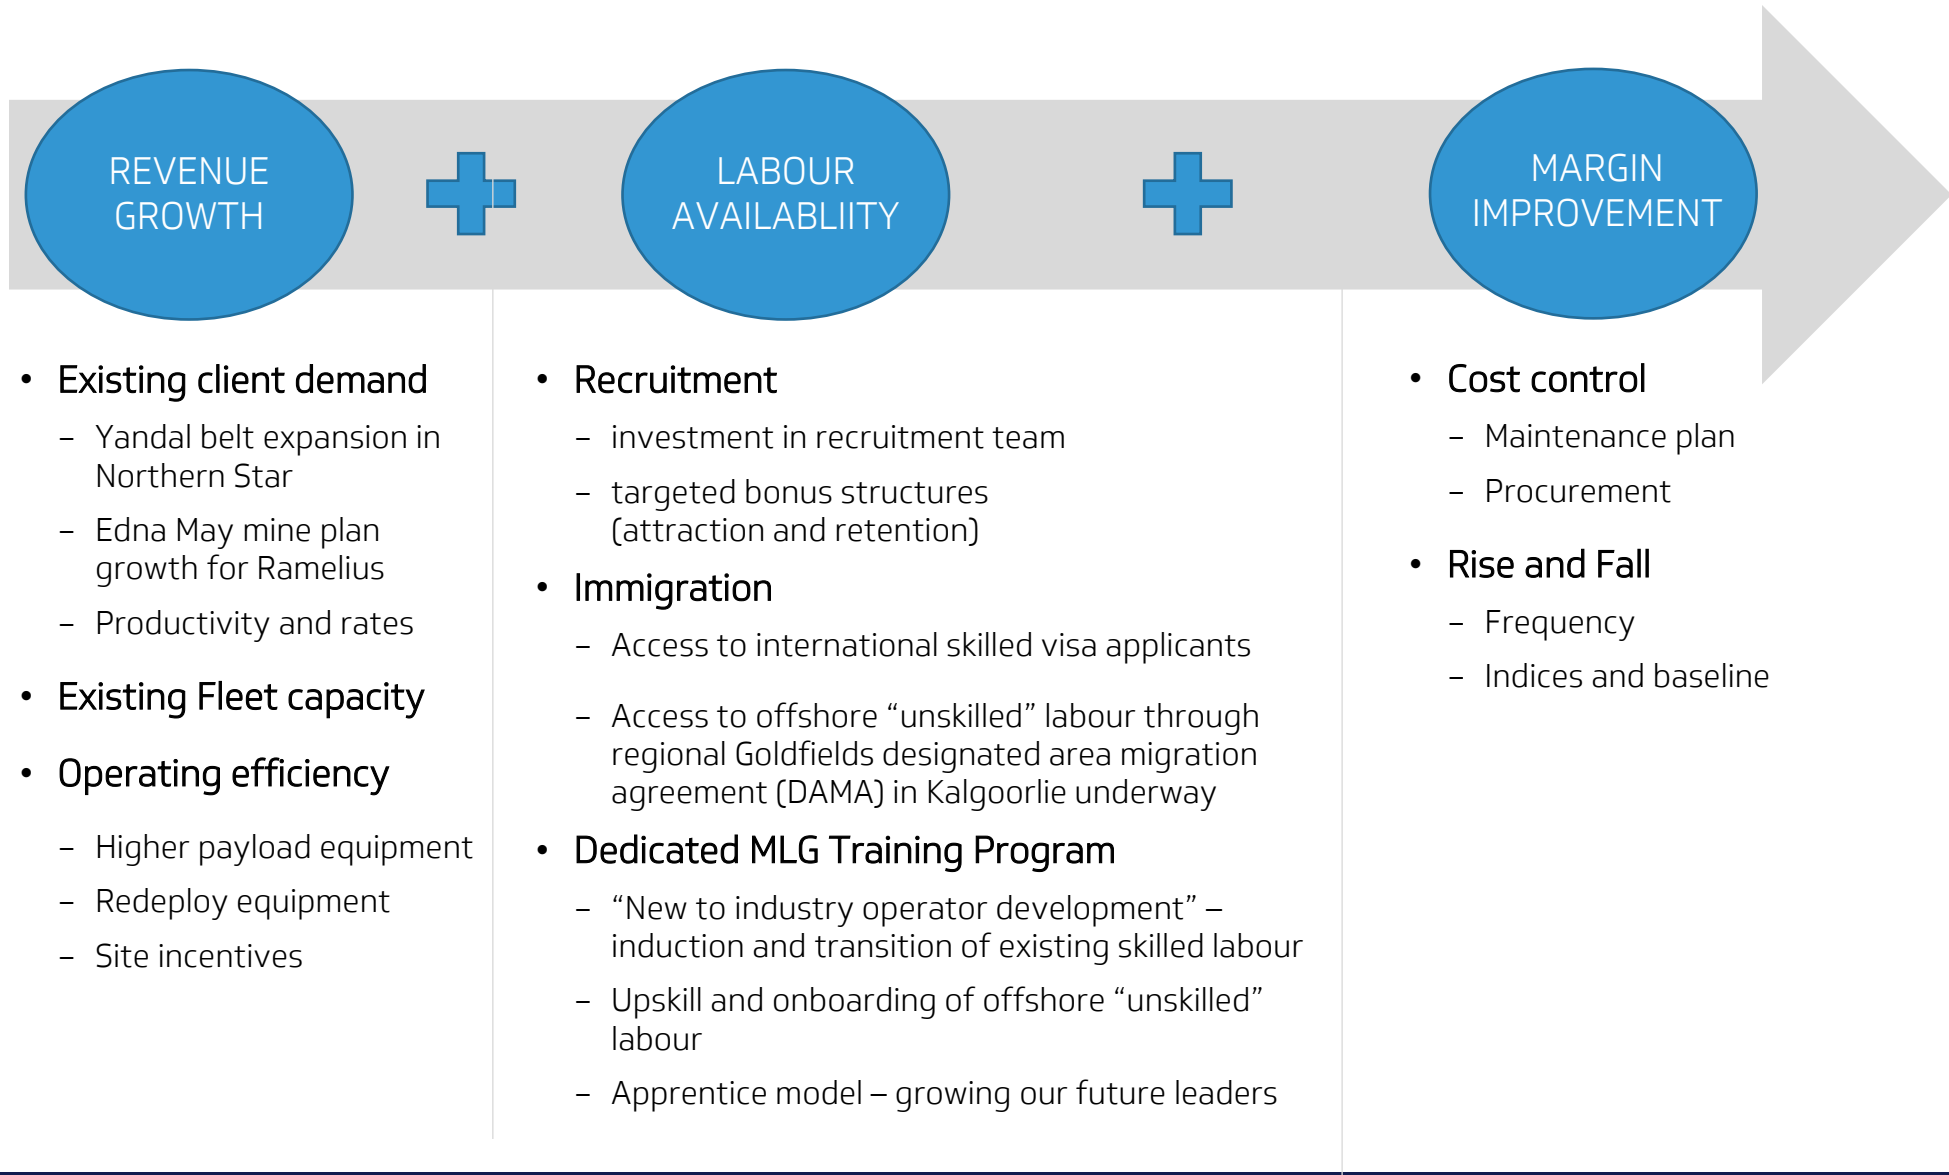 REVENUE
GROWTH
LABOUR
AVAILABLIITY
MARGIN
IMPROVEMENT
• Existing client demand
– Yandal belt expansion in
Northern Star
– Edna May mine plan
growth for Ramelius
– Productivity and rates
• Existing Fleet capacity
• Operating efficiency
– Higher payload equipment
– Redeploy equipment
– Site incentives
• Recruitment
– investment in recruitment team
– targeted bonus structures
(attraction and retention)
• Immigration
– Access to international skilled visa applicants
– Access to offshore “unskilled” labour through
regional Goldfields designated area migration
agreement (DAMA) in Kalgoorlie underway
• Dedicated MLG Training Program
– “New to industry operator development” –
induction and transition of existing skilled labour
– Upskill and onboarding of offshore “unskilled”
labour
– Apprentice model – growing our future leaders
• Cost control
– Maintenance plan
– Procurement
• Rise and Fall
– Frequency
– Indices and baseline